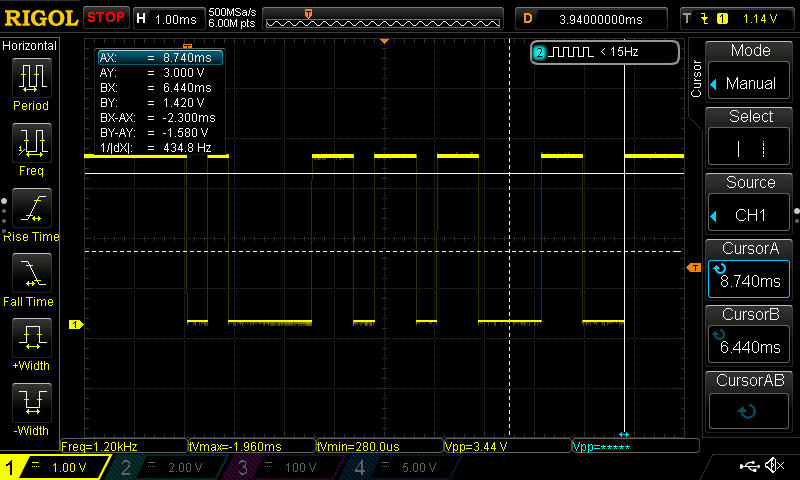 RIGOL STOP H 1.00ms 500MSa/s 6.00M pts T D 3.94000000ms T 1 1.14 V
Horizontal
Period
Freq
Rise Time
Fall Time
+Width
-Width
AX: = 8.740ms
AY: = 3.000 V
BX: = 6.440ms
BY: = 1.420 V
BX-AX: = -2.300ms
BY-AY: = -1.580 V
1/|dX|: = 434.8 Hz
2 < 15Hz
T
T
1
Cursor
Mode
Manual
Select
Source
CH1
CursorA
8.740ms
CursorB
6.440ms
CursorAB
Freq=1.20kHz tVmax=-1.960ms tVmin=280.0us Vpp=3.44 V Vpp=*****
1 = 1.00 V 2 = 2.00 V 3 = 100 V 4 = 5.00 V